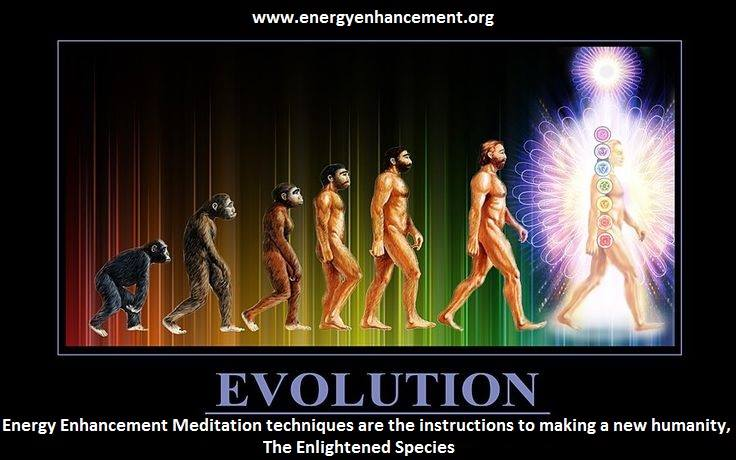 www.energyenhancement.org
EVOLUTION
Energy Enhancement Meditation techniques are the instructions to making a new humanity,
The Enlightened Species